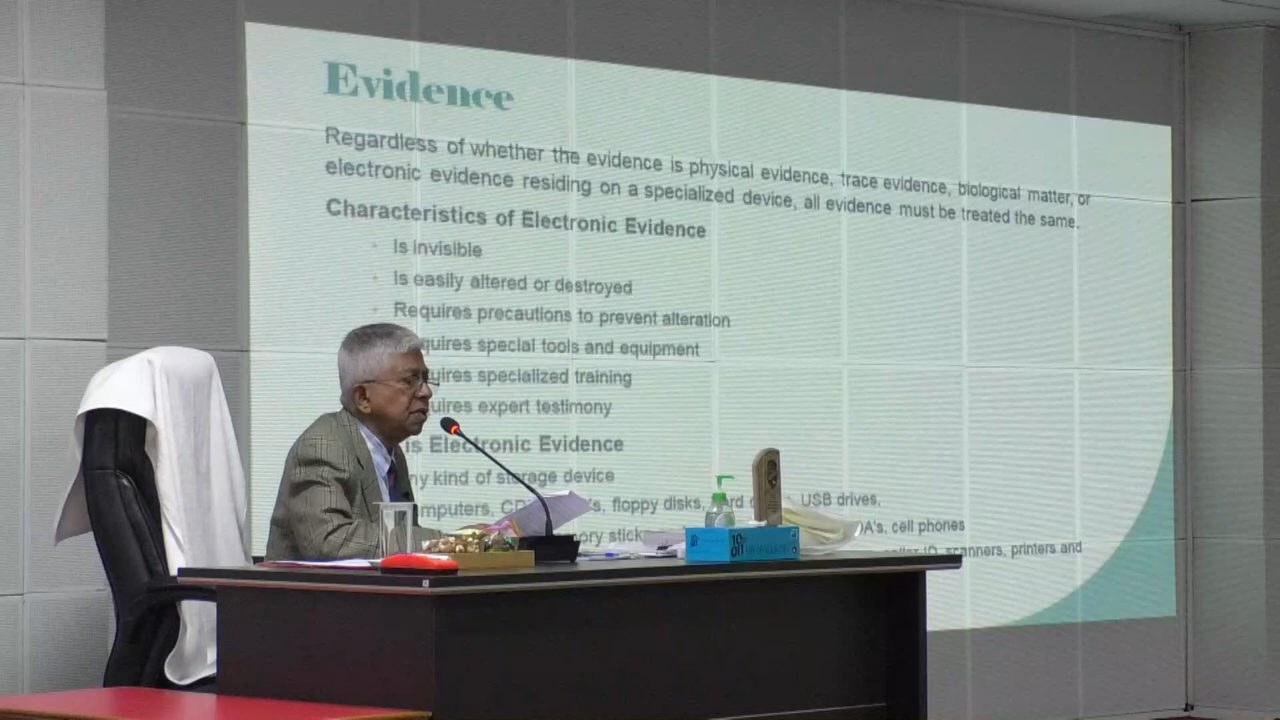 Evidence
Regardless of whether the evidence is physical evidence, trace evidence, biological matter, or
electronic evidence residing on a specialized device, all evidence must be treated the same.
Characteristics of Electronic Evidence
Is invisible
Is easily altered or destroyed
Requires precautions to prevent alteration
quires special tools and equipment
uires specialized training
uires expert testimony
is Electronic Evidence
ny kind of storage device
mputers, floppy disks, USB drives,
cell phones
scanners, printers and